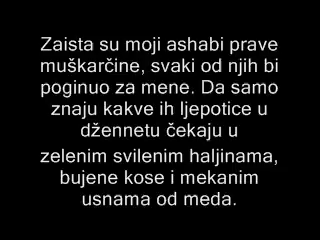 Zaista su moji ashabi prave
muškarčine, svaki od njih bi
poginuo za mene. Da samo
znaju kakve ih ljepotice u
džennetu čekaju u
zelenim svilenim haljinama,
bujene kose i mekanim
usnama od meda.